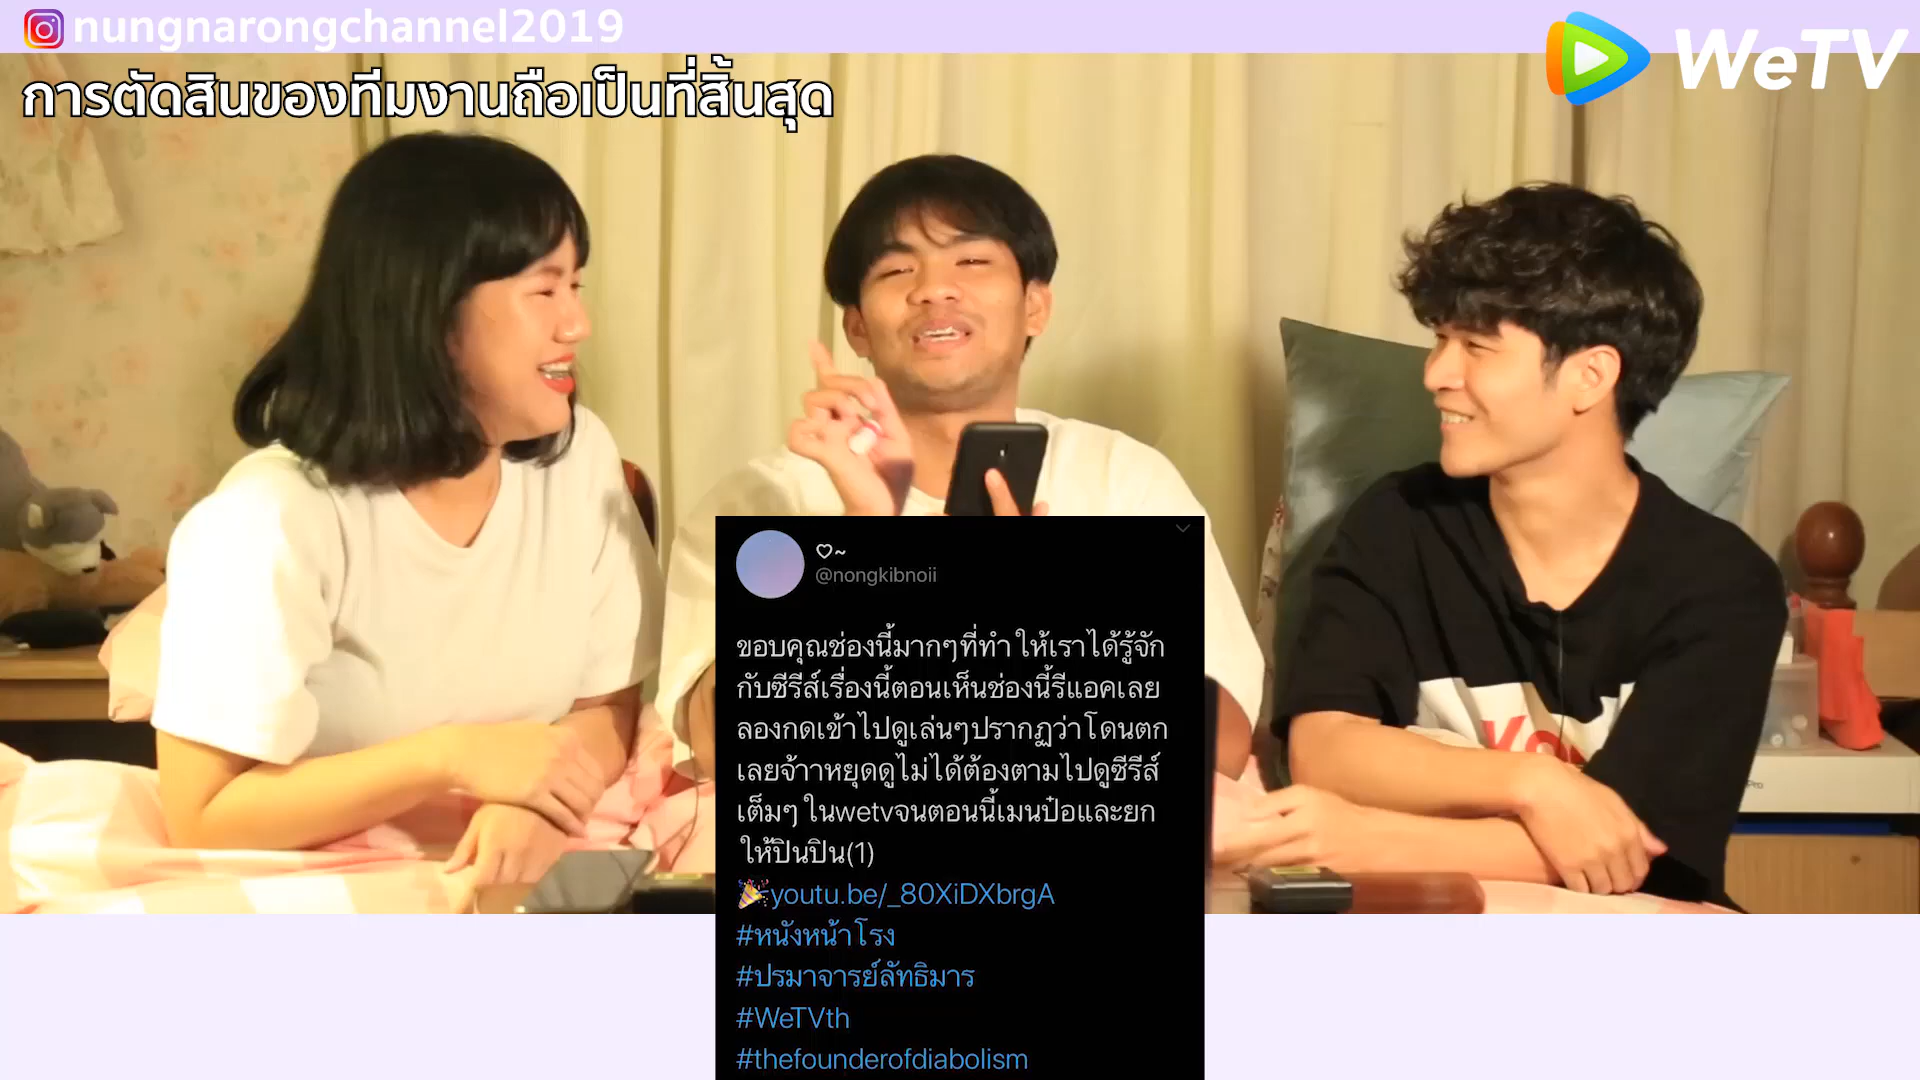 nungnarongchannel2019
WeTV
การตัดสินของทีมงานถือเป็นที่สิ้นสุด
♡~
@nongkibnoii
ขอบคุณช่องนี้มากๆที่ทำให้เราได้รู้จัก
กับซีรีส์เรื่องนี้ตอนเห็นช่องนี้รีแอคเลย
ลองกดเข้าไปดูเล่นๆปรากฏว่าโดนตก
เลยจ้าาหยุดดูไม่ได้ต้องตามไปดูซีรีส์
เต็มๆในwetvจนตอนนี้เมนป๋อและยก
ให้ปินปิน(1)
🎉youtu.be/_80XiDXbrgA
#หนังหน้าโรง
#ปรมาจารย์ลัทธิมาร
#WeTVth
#thefounderofdiabolism